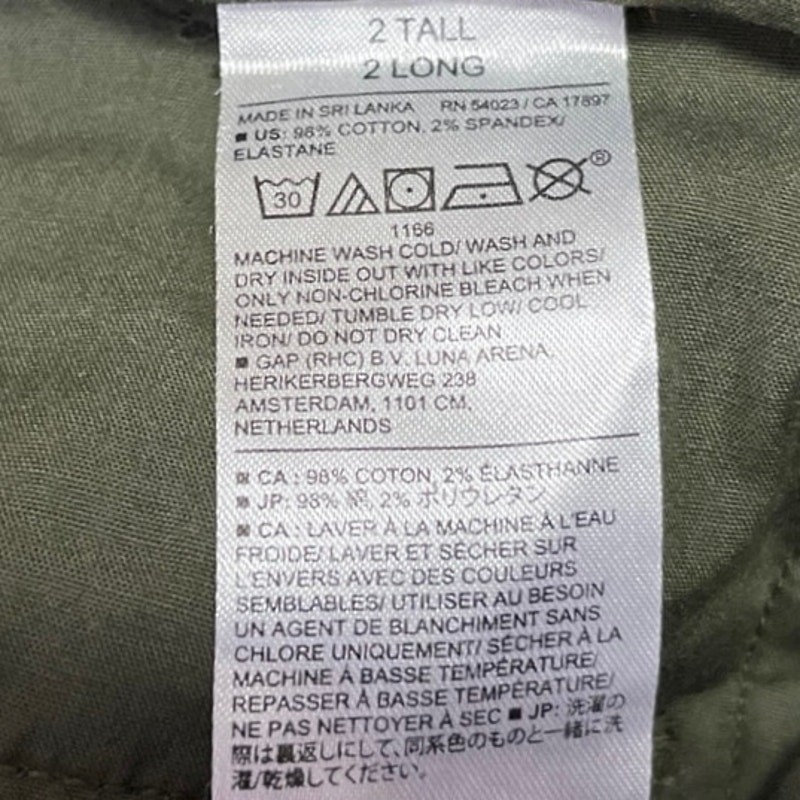 2 TALL
2 LONG
MADE IN SRI LANKA RN 54023 / CA 17897
■ US: 98% COTTON, 2% SPANDEX/
ELASTANE
30
®
1166
MACHINE WASH COLD/ WASH AND
DRY INSIDE OUT WITH LIKE COLORS/
ONLY NON-CHLORINE BLEACH WHEN
NEEDED/ TUMBLE DRY LOW/ COOL
IRON/ DO NOT DRY CLEAN
■ GAP (RHC) B.V. LUNA ARENA,
HERIKERBERGWEG 238
AMSTERDAM, 1101 CM,
NETHERLANDS
■ CA : 98% COTON, 2% ÉLASTHANNE
■ JP: 98% 綿, 2% ポリウレタン
■ CA : LAVER À LA MACHINE À L'EAU
FROIDE/ LAVER ET SÉCHER SUR
L'ENVERS AVEC DES COULEURS
SEMBLABLES/ UTILISER AU BESOIN
UN AGENT DE BLANCHIMENT SANS
CHLORE UNIQUEMENT/ SÉCHER À LA
MACHINE À BASSE TEMPÉRATURE/
REPASSER À BASSE TEMPÉRATURE/
NE PAS NETTOYER À SEC ■ JP: 洗濯の
際は裏返しにして、同系色のものと一緒に洗
濯/乾燥してください。